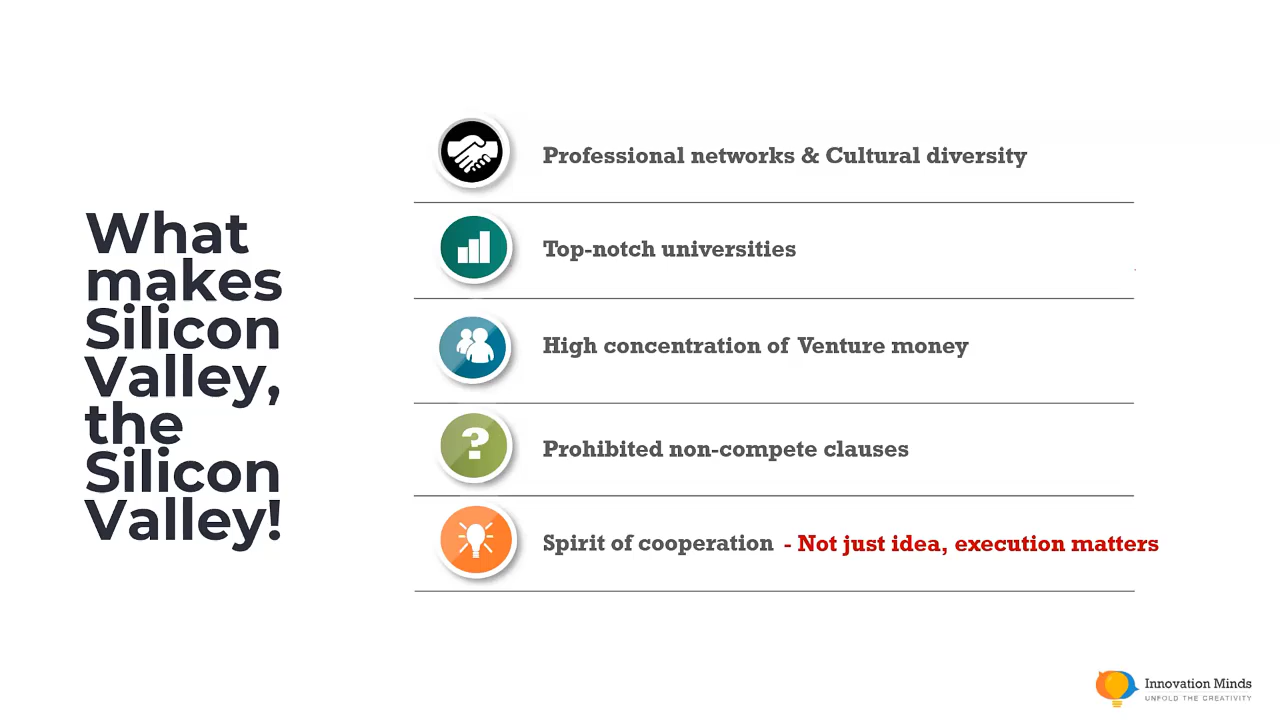 What
makes
Silicon
Valley,
the
Silicon
Valley!
Professional networks & Cultural diversity
Top-notch universities
High concentration of Venture money
Prohibited non-compete clauses
Spirit of cooperation - Not just idea, execution matters
Innovation Minds
UNFOLD THE CREATIVITY